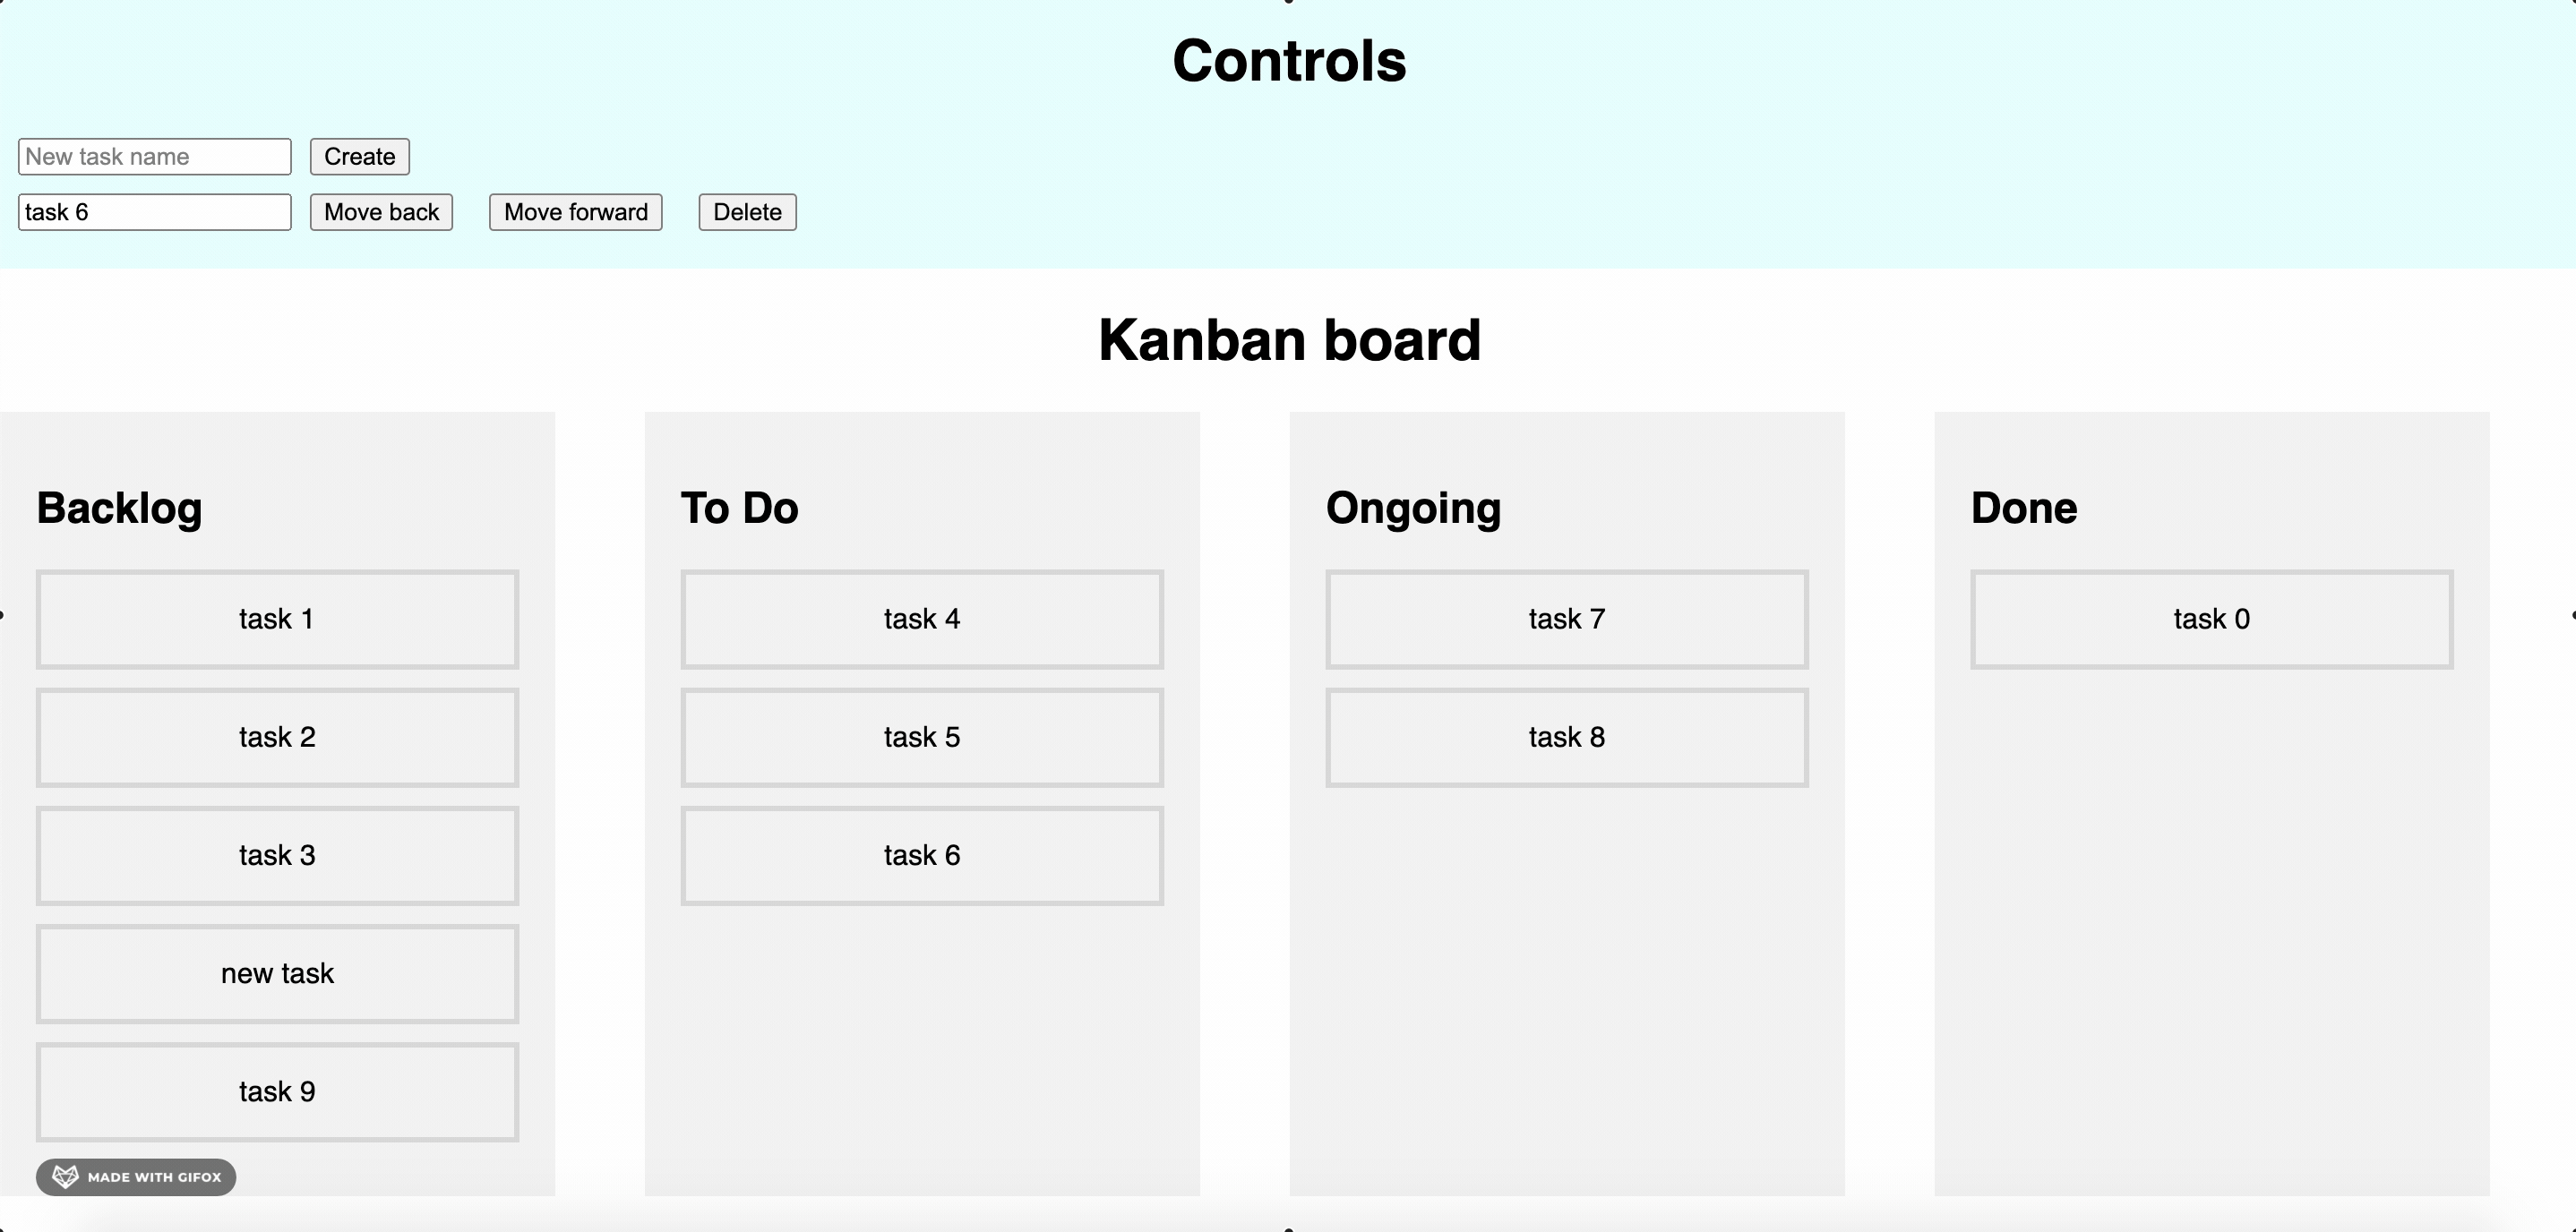 Controls
New task name Create
task 6 Move back Move forward Delete
Kanban board
Backlog
task 1
task 2
task 3
new task
task 9
To Do
task 4
task 5
task 6
Ongoing
task 7
task 8
Done
task 0
MADE WITH GIFOX